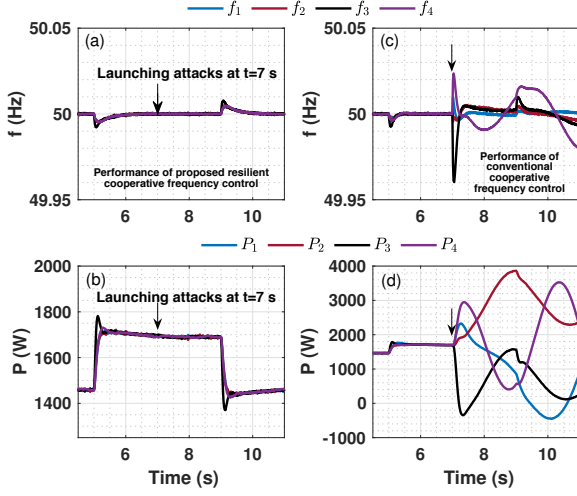 f1 f2 f3 f4
50.05
(a)
Launching attacks at t=7 s
50
f (Hz)
Performance of proposed resilient
cooperative frequency control
49.95
6 8 10
50.05
(c)
50
f (Hz)
Performance of
conventional
cooperative
frequency control
49.95
6 8 10
P1 P2 P3 P4
2000
(b)
Launching attacks at t=7 s
1800
1600
1400
P (W)
6 8 10
Time (s)
4000
(d)
3000
2000
1000
0
-1000
P (W)
6 8 10
Time (s)